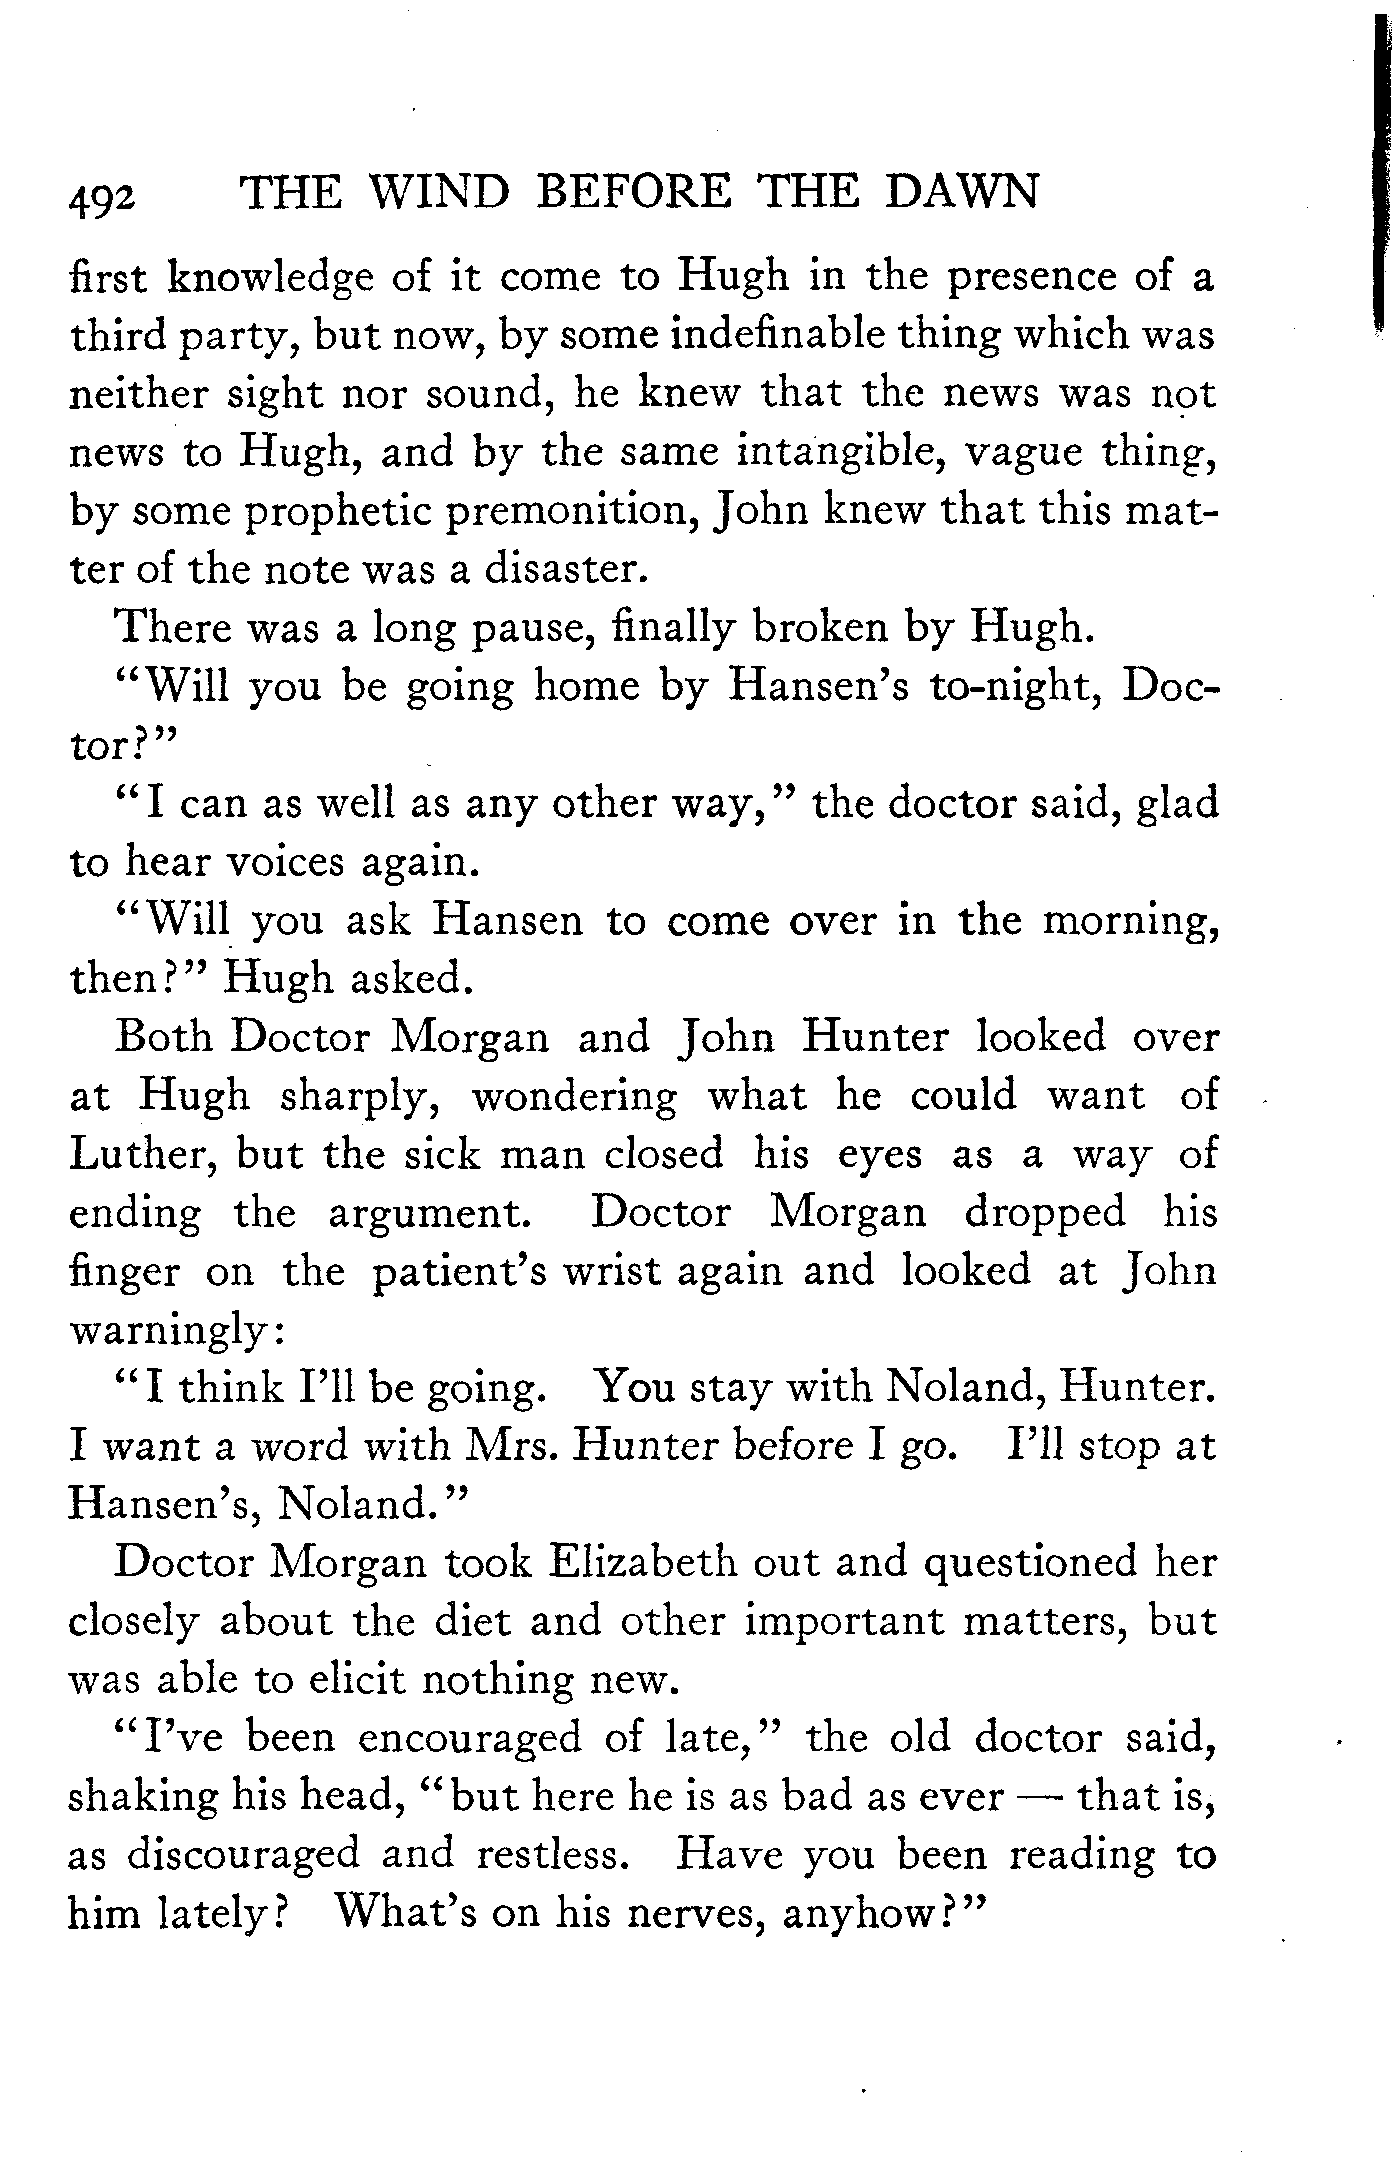 492 THE WIND BEFORE THE DAWN
first knowledge of it come to Hugh in the presence of a
third party, but now, by some indefinable thing which was
neither sight nor sound, he knew that the news was not
news to Hugh, and by the same intangible, vague thing,
by some prophetic premonition, John knew that this mat-
ter of the note was a disaster.
There was a long pause, finally broken by Hugh.
“Will you be going home by Hansen’s to-night, Doc-
tor?”
“I can as well as any other way,” the doctor said, glad
to hear voices again.
“Will you ask Hansen to come over in the morning,
then?” Hugh asked.
Both Doctor Morgan and John Hunter looked over
at Hugh sharply, wondering what he could want of
Luther, but the sick man closed his eyes as a way of
ending the argument. Doctor Morgan dropped his
finger on the patient’s wrist again and looked at John
warningly:
“I think I’ll be going. You stay with Noland, Hunter.
I want a word with Mrs. Hunter before I go. I’ll stop at
Hansen’s, Noland.”
Doctor Morgan took Elizabeth out and questioned her
closely about the diet and other important matters, but
was able to elicit nothing new.
“I’ve been encouraged of late,” the old doctor said,
shaking his head, “but here he is as bad as ever — that is,
as discouraged and restless. Have you been reading to
him lately? What’s on his nerves, anyhow?”